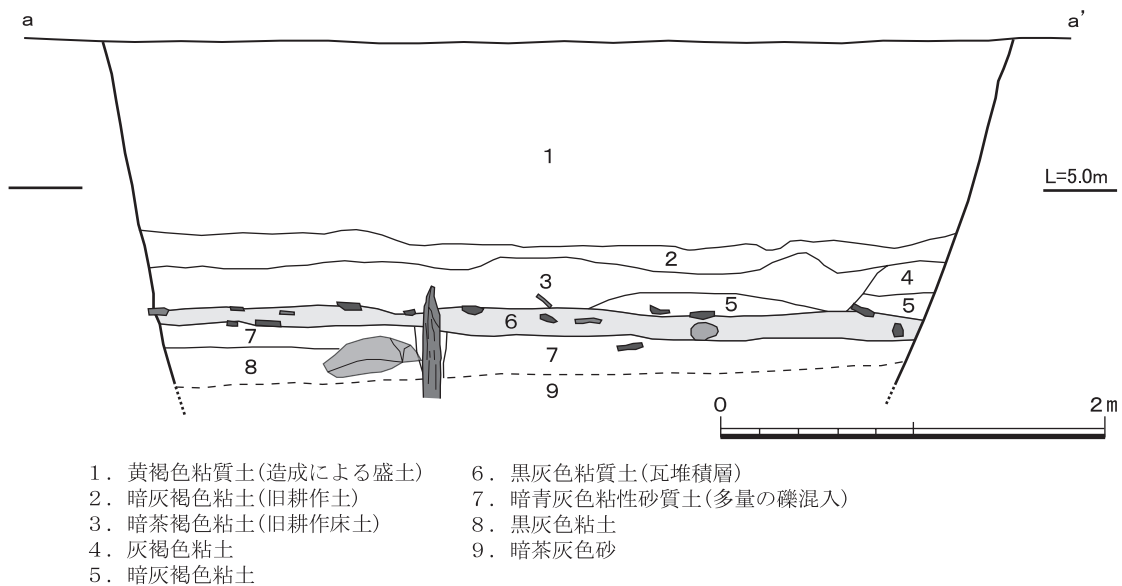 a a’
1
L=5.0m
2
3 4
5 5
6
7 7
8
9
0 2m
1．黄褐色粘質土(造成による盛土)
2．暗灰褐色粘土(旧耕作土)
3．暗茶褐色粘土(旧耕作床土)
4．灰褐色粘土
5．暗灰褐色粘土
6．黒灰色粘質土(瓦堆積層)
7．暗青灰色粘性砂質土(多量の礫混入)
8．黒灰色粘土
9．暗茶灰色砂